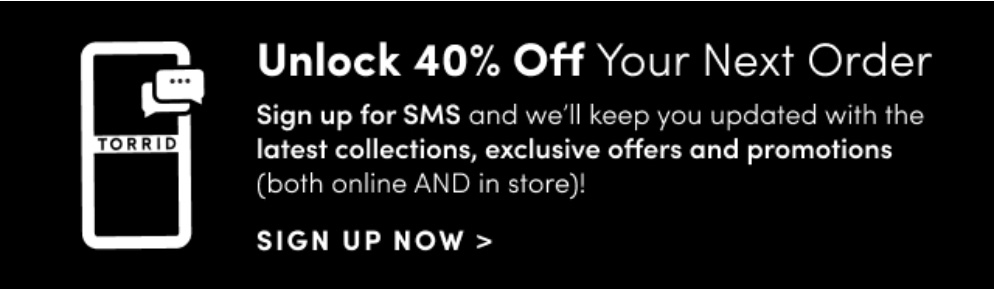 TORRID
Unlock 40% Off Your Next Order
Sign up for SMS and we’ll keep you updated with the
latest collections, exclusive offers and promotions
(both online AND in store)!
SIGN UP NOW >